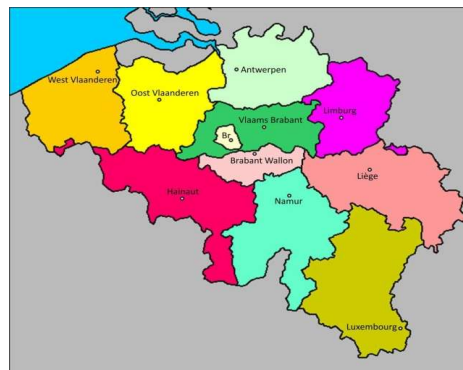 West Vlaanderen
Oost Vlaanderen
Antwerpen
Limburg
Vlaams Brabant
Br.
Brabant Wallon
Liège
Hainaut
Namur
Luxembourg